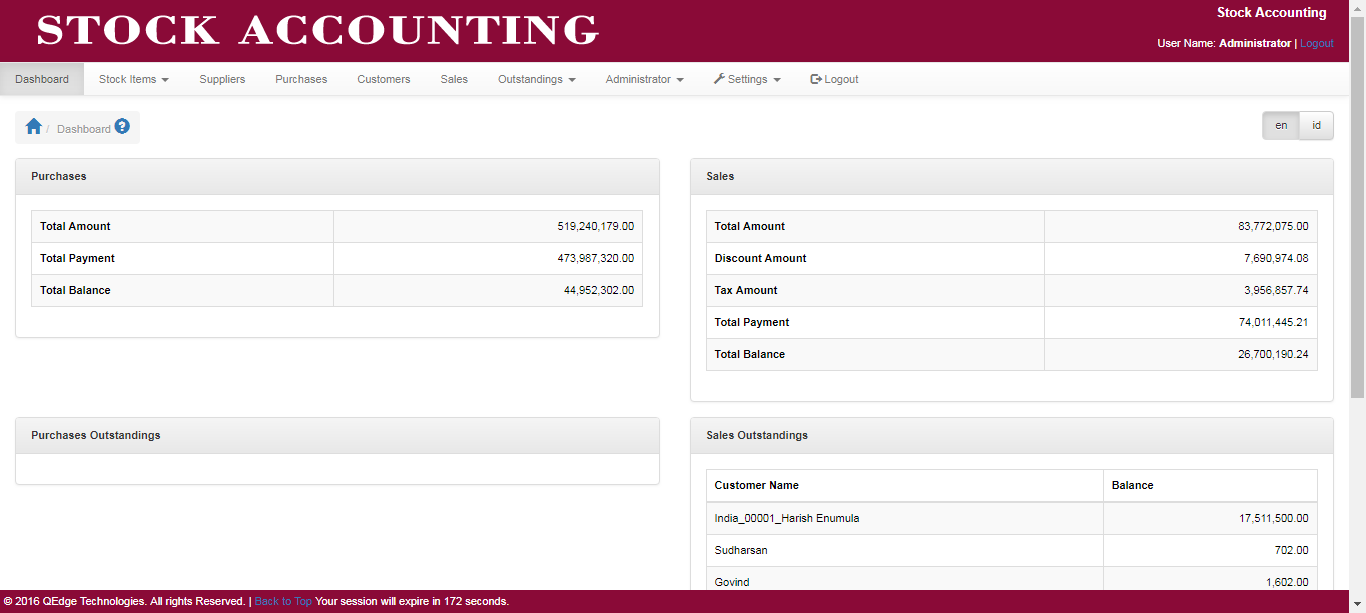 STOCK ACCOUNTING
Stock Accounting
User Name: Administrator | Logout
Dashboard Stock Items Suppliers Purchases Customers Sales Outstandings Administrator Settings Logout
/ Dashboard ?
en id
Purchases
Total Amount 519,240,179.00
Total Payment 473,987,320.00
Total Balance 44,952,302.00
Sales
Total Amount 83,772,075.00
Discount Amount 7,690,974.08
Tax Amount 3,956,857.74
Total Payment 74,011,445.21
Total Balance 26,700,190.24
Purchases Outstandings
Sales Outstandings
Customer Name Balance
India_00001_Harish Enumula 17,511,500.00
Sudharsan 702.00
Govind 1,602.00
© 2016 QEdge Technologies. All rights Reserved. | Back to Top Your session will expire in 172 seconds.